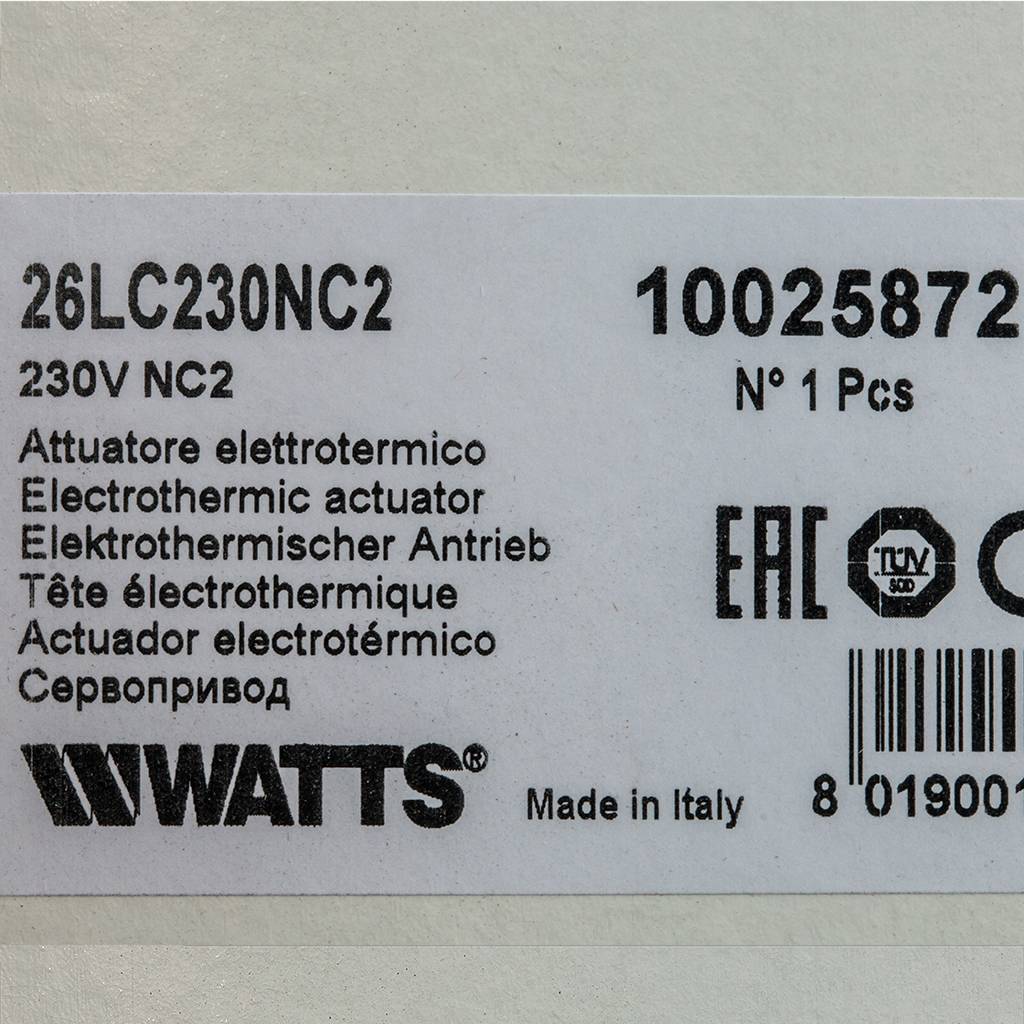 26LC230NC2
10025872
230V NC2
N° 1 Pcs
Attuatore elettrotermico
Electrothermic actuator
Elektrothermischer Antrieb
Tête électrothermique
Actuador electrotérmico
Сервопривод
EAC
TÜV
SÜD
WATTS®
Made in Italy
8 019001